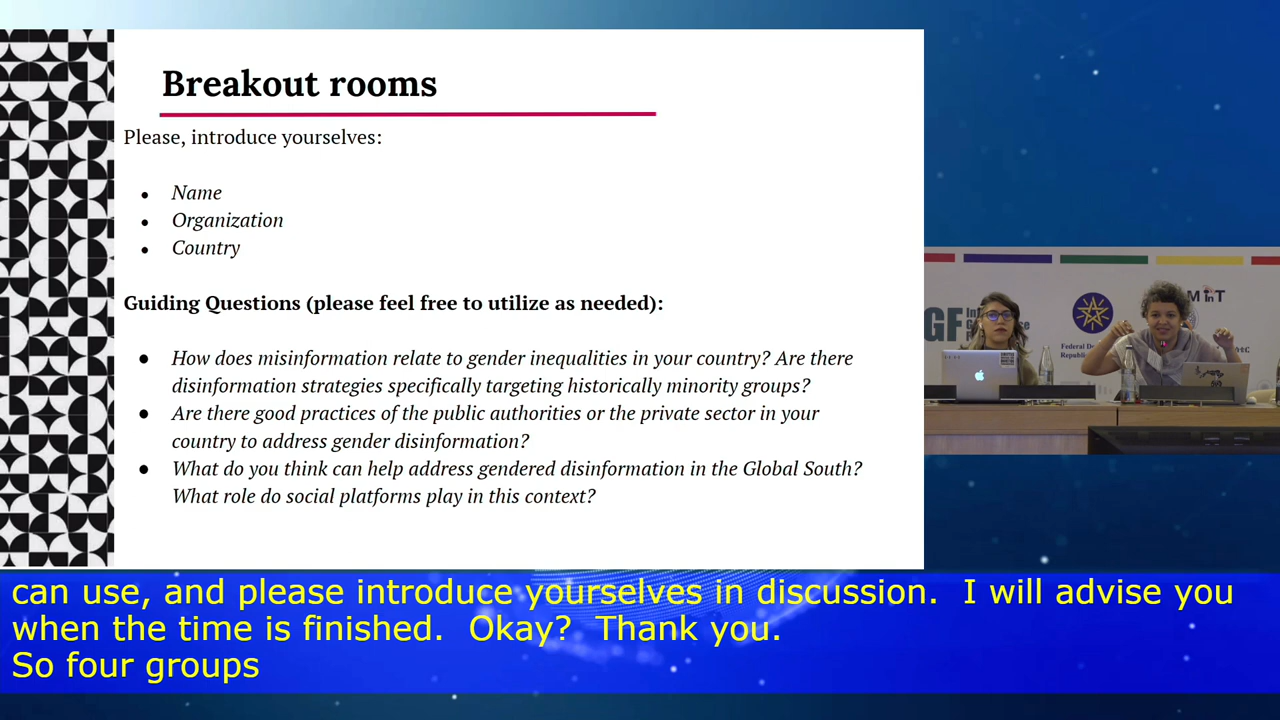 Breakout rooms
Please, introduce yourselves:
Name
Organization
Country
Guiding Questions (please feel free to utilize as needed):
How does misinformation relate to gender inequalities in your country? Are there
disinformation strategies specifically targeting historically minority groups?
Are there good practices of the public authorities or the private sector in your
country to address gender disinformation?
What do you think can help address gendered disinformation in the Global South?
What role do social platforms play in this context?
GF
Federal De
Republi
can use, and please introduce yourselves in discussion. I will advise you
when the time is finished. Okay? Thank you.
So four groups